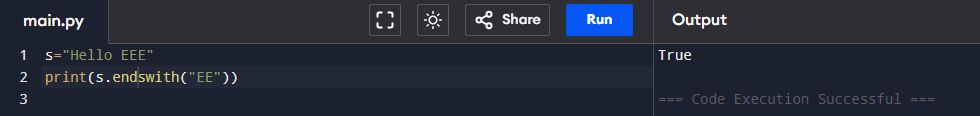 main.py Share Run Output
1 s="Hello EEE" True
2 print(s.endswith("EE"))
3 === Code Execution Successful ===